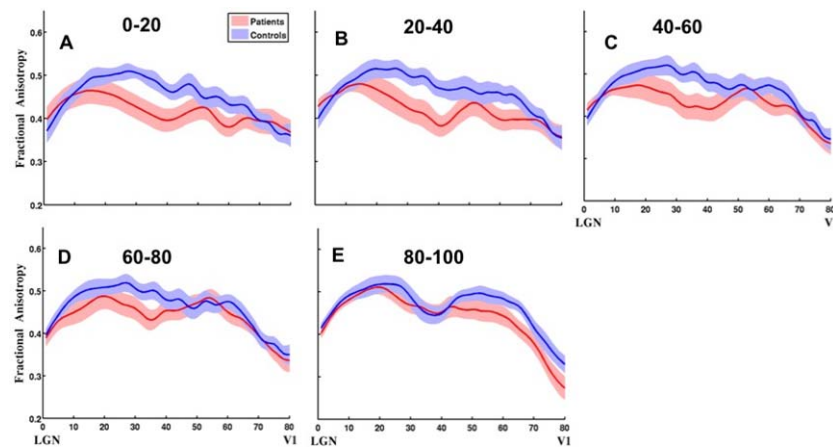 0-20
20-40
40-60
A
B
C
Patients
Controls
Fractional Anisotropy
0.6
0.5
0.4
0.3
0.2
0 10 20 30 40 50 60 70 80
LGN
V
60-80
80-100
D
E
Fractional Anisotropy
0.6
0.5
0.4
0.3
0.2
0 10 20 30 40 50 60 70 80
LGN
V1
0 10 20 30 40 50 60 70 80
LGN
V1